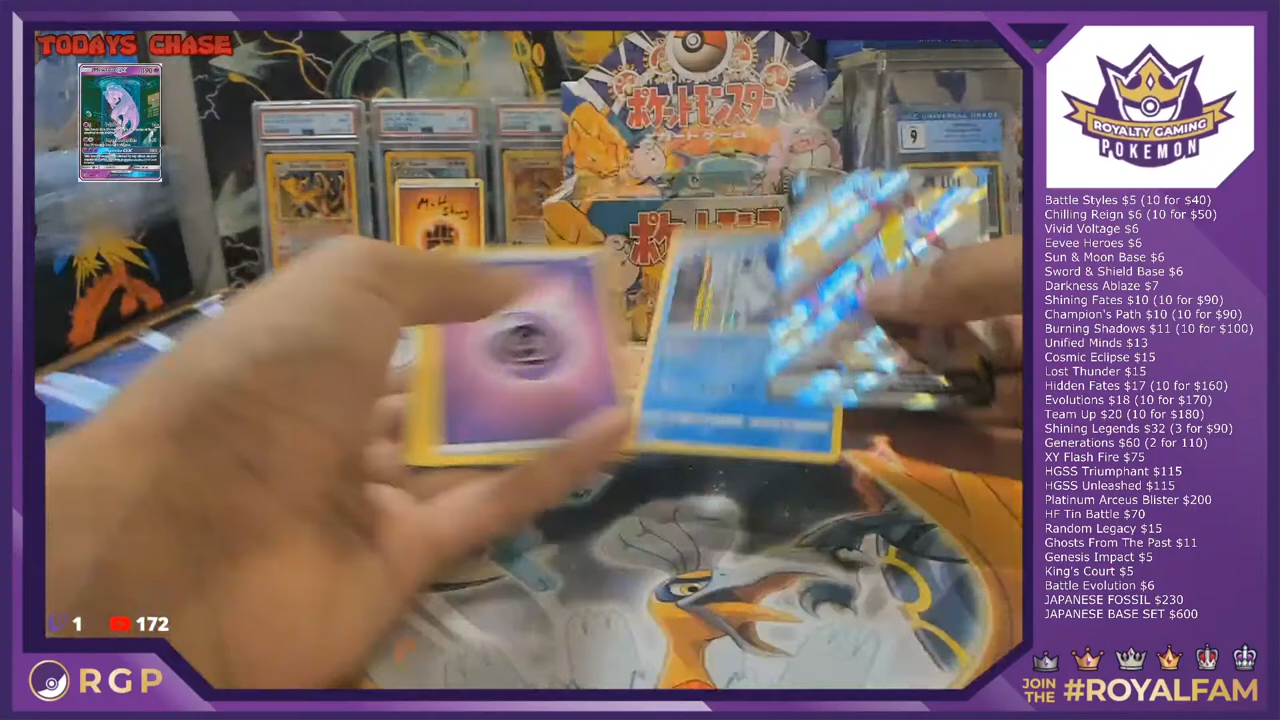 TODAYS CHASE
ポケットモンスター
9
M.H
Shang
1
172
RGP
ROYALTY GAMING
POKEMON
Battle Styles $5 (10 for $40)
Chilling Reign $6 (10 for $50)
Vivid Voltage $6
Eevee Heroes $6
Sun & Moon Base $6
Sword & Shield Base $6
Darkness Ablaze $7
Shining Fates $10 (10 for $90)
Champion's Path $10 (10 for $90)
Burning Shadows $11 (10 for $100)
Unified Minds $13
Cosmic Eclipse $15
Lost Thunder $15
Hidden Fates $17 (10 for $160)
Evolutions $18 (10 for $170)
Team Up $20 (10 for $180)
Shining Legends $32 (3 for $90)
Generations $60 (2 for 110)
XY Flash Fire $75
HGSS Triumphant $115
HGSS Unleashed $115
Platinum Arceus Blister $200
HF Tin Battle $70
Random Legacy $15
Ghosts From The Past $11
Genesis Impact $5
King's Court $5
Battle Evolution $6
JAPANESE FOSSIL $230
JAPANESE BASE SET $600
JOIN THE #ROYALFAM